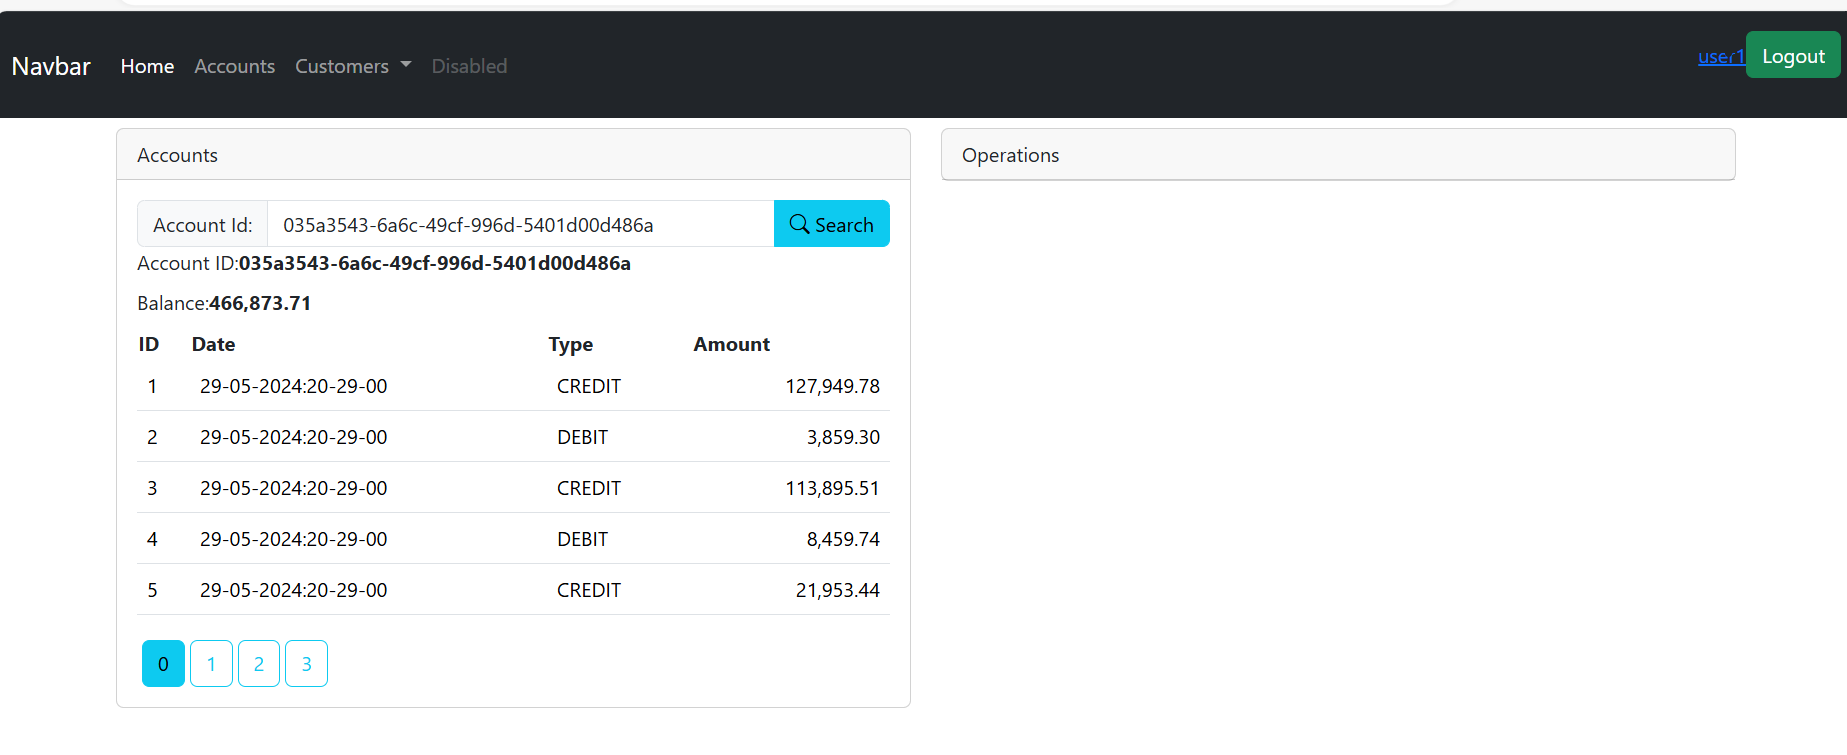 Navbar Home Accounts Customers Disabled user1 Logout
Accounts
Account Id: 035a3543-6a6c-49cf-996d-5401d00d486a Search
Account ID:035a3543-6a6c-49cf-996d-5401d00d486a
Balance:466,873.71
ID Date Type Amount
1 29-05-2024:20-29-00 CREDIT 127,949.78
2 29-05-2024:20-29-00 DEBIT 3,859.30
3 29-05-2024:20-29-00 CREDIT 113,895.51
4 29-05-2024:20-29-00 DEBIT 8,459.74
5 29-05-2024:20-29-00 CREDIT 21,953.44
0 1 2 3
Operations